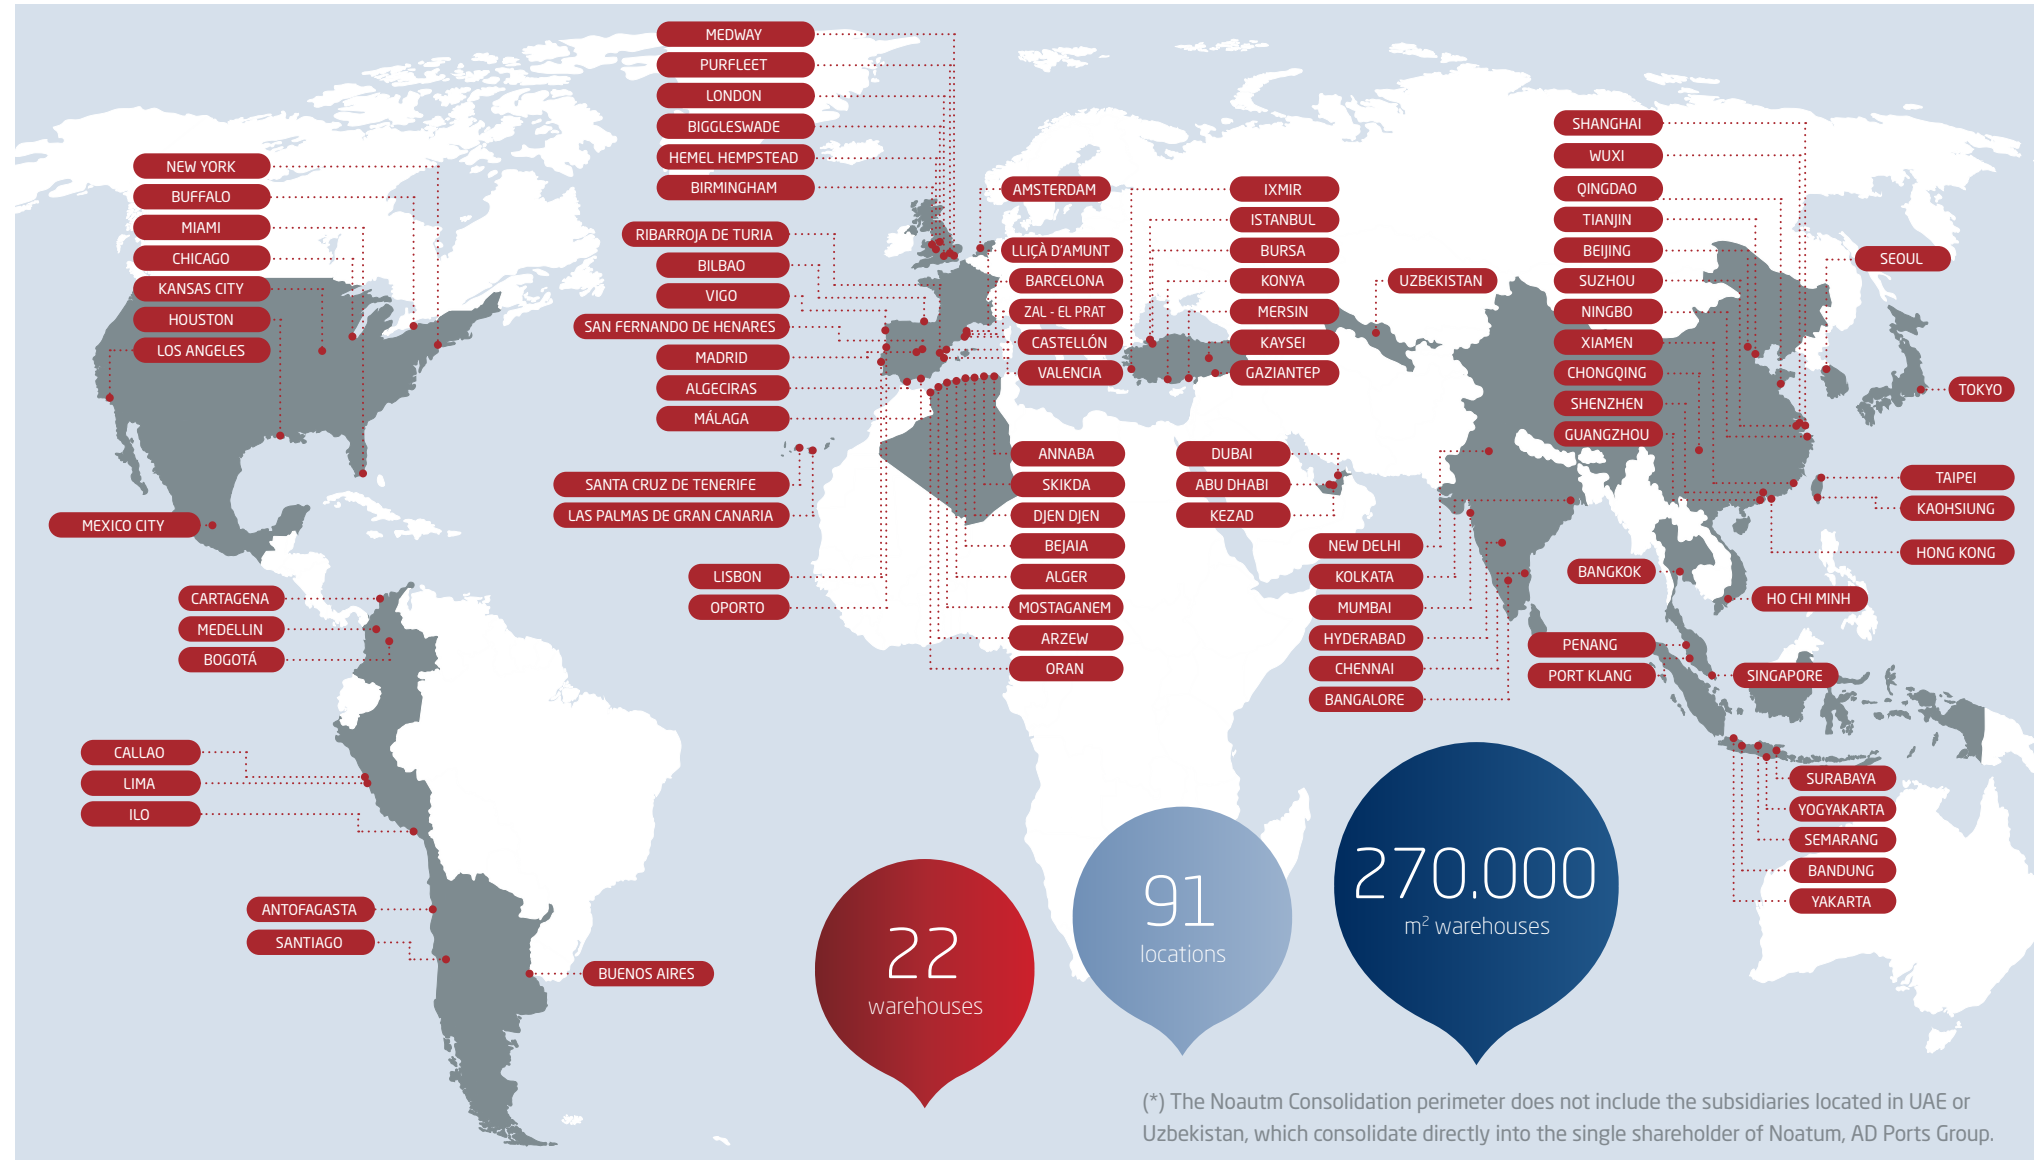 MEDWAY
PURFLEET
LONDON
BIGGLESWADE
HEMEL HEMPSTEAD
BIRMINGHAM
NEW YORK
BUFFALO
MIAMI
CHICAGO
KANSAS CITY
HOUSTON
LOS ANGELES
RIBARROJA DE TURIA
BILBAO
VIGO
SAN FERNANDO DE HENARES
MADRID
ALGECIRAS
MÁLAGA
AMSTERDAM
LLIÇÀ D'AMUNT
BARCELONA
ZAL - EL PRAT
CASTELLÓN
VALENCIA
IXMIR
ISTANBUL
BURSA
KONYA
MERSIN
KAYSEI
GAZIANTEP
UZBEKISTAN
SHANGHAI
WUXI
QINGDAO
TIANJIN
BEIJING
SUZHOU
NINGBO
XIAMEN
CHONGQING
SHENZHEN
GUANGZHOU
SEOUL
TOKYO
TAIPEI
KAOHSIUNG
HONG KONG
MEXICO CITY
SANTA CRUZ DE TENERIFE
LAS PALMAS DE GRAN CANARIA
LISBON
OPORTO
ANNABA
SKIKDA
DJEN DJEN
BEJAIA
ALGER
MOSTAGANEM
ARZEW
ORAN
DUBAI
ABU DHABI
KEZAD
NEW DELHI
KOLKATA
MUMBAI
HYDERABAD
CHENNAI
BANGALORE
BANGKOK
HO CHI MINH
PENANG
PORT KLANG
SINGAPORE
CARTAGENA
MEDELLIN
BOGOTÁ
CALLAO
LIMA
ILO
ANTOFAGASTA
SANTIAGO
BUENOS AIRES
SURABAYA
YOGYAKARTA
SEMARANG
BANDUNG
YAKARTA
22
warehouses
91
locations
270.000
m² warehouses
(*) The Noautm Consolidation perimeter does not include the subsidiaries located in UAE or
Uzbekistan, which consolidate directly into the single shareholder of Noatum, AD Ports Group.